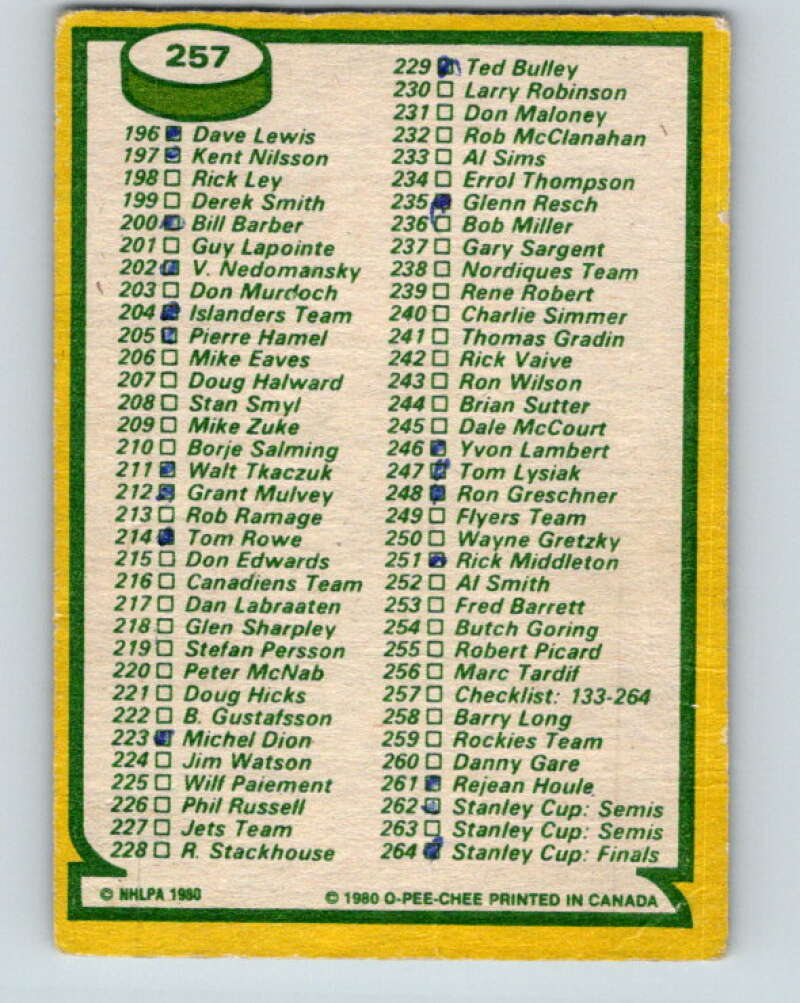 257
196 Dave Lewis
197 Kent Nilsson
198 Rick Ley
199 Derek Smith
200 Bill Barber
201 Guy Lapointe
202 V. Nedomansky
203 Don Murdoch
204 Islanders Team
205 Pierre Hamel
206 Mike Eaves
207 Doug Halward
208 Stan Smyl
209 Mike Zuke
210 Borje Salming
211 Walt Tkaczuk
212 Grant Mulvey
213 Rob Ramage
214 Tom Rowe
215 Don Edwards
216 Canadiens Team
217 Dan Labraaten
218 Glen Sharpley
219 Stefan Persson
220 Peter McNab
221 Doug Hicks
222 B. Gustafsson
223 Michel Dion
224 Jim Watson
225 Wilf Paiement
226 Phil Russell
227 Jets Team
228 R. Stackhouse
229 Ted Bulley
230 Larry Robinson
231 Don Maloney
232 Rob McClanahan
233 Al Sims
234 Errol Thompson
235 Glenn Resch
236 Bob Miller
237 Gary Sargent
238 Nordiques Team
239 Rene Robert
240 Charlie Simmer
241 Thomas Gradin
242 Rick Vaive
243 Ron Wilson
244 Brian Sutter
245 Dale McCourt
246 Yvon Lambert
247 Tom Lysiak
248 Ron Greschner
249 Flyers Team
250 Wayne Gretzky
251 Rick Middleton
252 Al Smith
253 Fred Barrett
254 Butch Goring
255 Robert Picard
256 Marc Tardif
257 Checklist: 133-264
258 Barry Long
259 Rockies Team
260 Danny Gare
261 Rejean Houle
262 Stanley Cup: Semis
263 Stanley Cup: Semis
264 Stanley Cup: Finals
© NHLPA 1980
© 1980 O-PEE-CHEE PRINTED IN CANADA